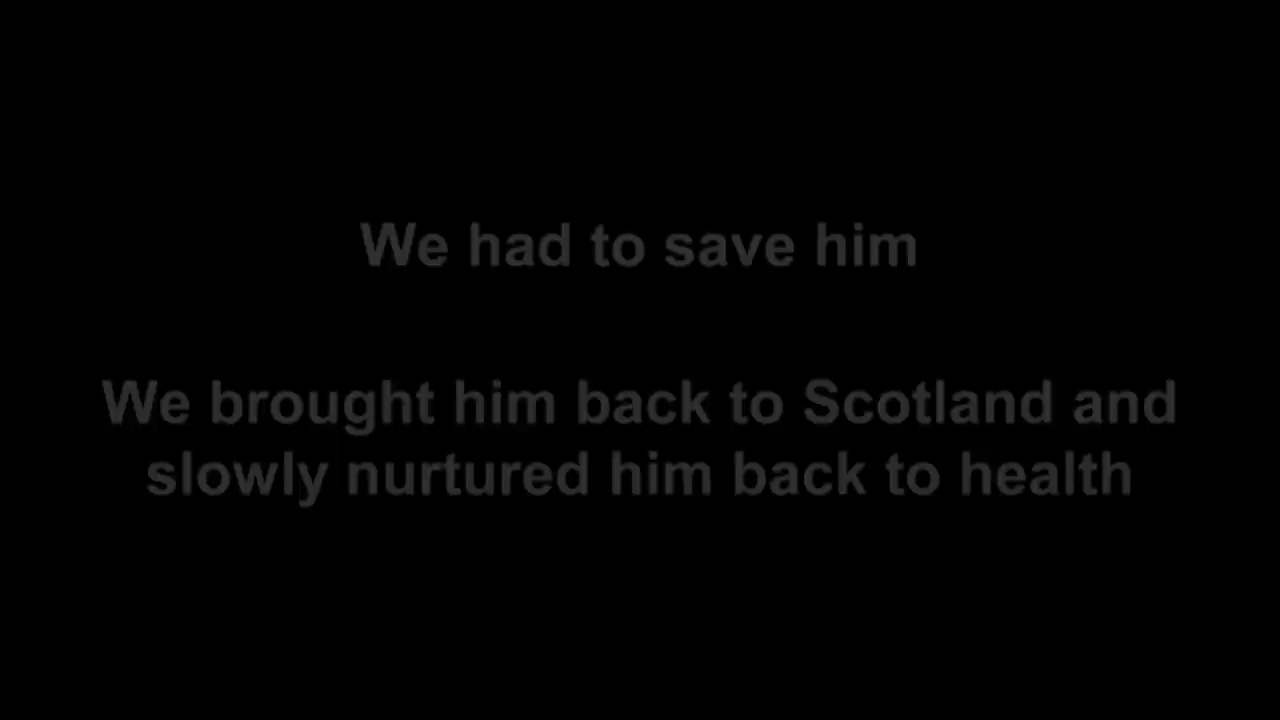 We had to save him
We brought him back to Scotland and
slowly nurtured him back to health